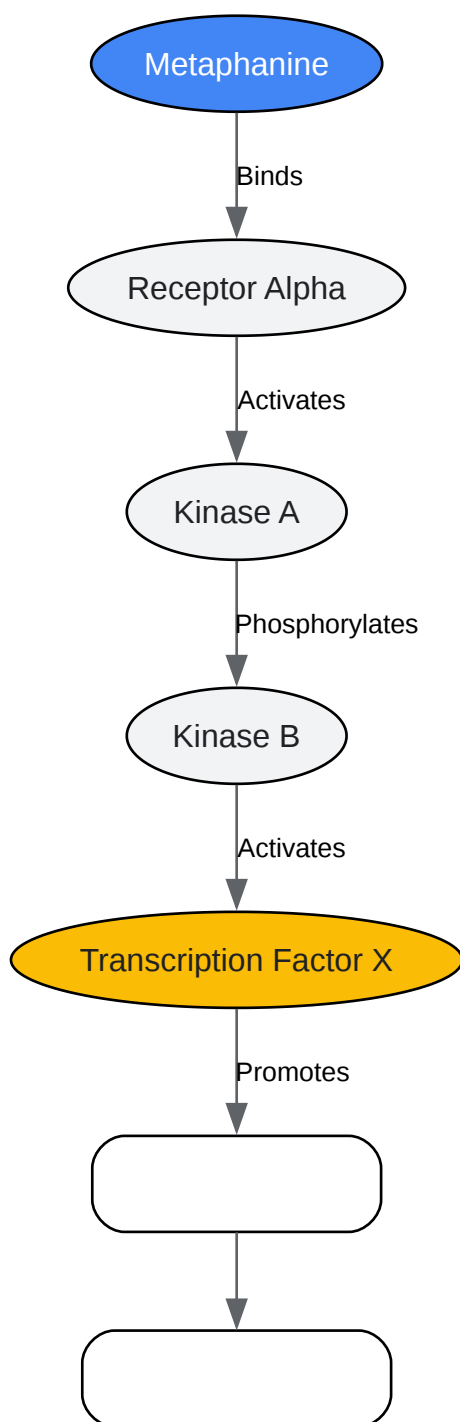 Metaphanine
Binds
Receptor Alpha
Activates
Kinase A
Phosphorylates
Kinase B
Activates
Transcription Factor X
Promotes